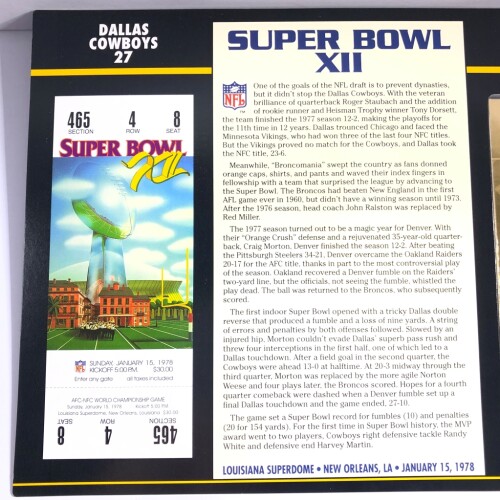 DALLAS
COWBOYS
27
465
SECTION
4
ROW
8
SEAT
SUPER BOWL
XII
SUNDAY, JANUARY 15, 1978
KICKOFF 5:00 PM. $30.00
Enter any gate all taxes included
AFC-NFC WORLD CHAMPIONSHIP GAME
Sunday January 15, 1978 Kickoff 5:00 PM
Louisiana Superdome, New Orleans, Louisiana $30.00
SEAT ROW SECTION
8 4 465
SUPER BOWL
XII
NFL
One of the goals of the NFL draft is to prevent dynasties,
but it didn't stop the Dallas Cowboys. With the veteran
brilliance of quarterback Roger Staubach and the addition
of rookie runner and Heisman Trophy winner Tony Dorsett,
the team finished the 1977 season 12-2, making the playoffs for
the 11th time in 12 years. Dallas trounced Chicago and faced the
Minnesota Vikings, who had won three of the last four NFC titles.
But the Vikings proved no match for the Cowboys, and Dallas took
the NFC title, 23-6.
Meanwhile, "Broncomania" swept the country as fans donned
orange caps, shirts, and pants and waved their index fingers in
fellowship with a team that surprised the league by advancing to
the Super Bowl. The Broncos had beaten New England in the first
AFL game ever in 1960, but didn't have a winning season until 1973.
After the 1976 season, head coach John Ralston was replaced by
Red Miller.
The 1977 season turned out to be a magic year for Denver. With
their "Orange Crush" defense and a rejuvenated 35-year-old quarter-
back, Craig Morton, Denver finished the season 12-2. After beating
the Pittsburgh Steelers 34-21, Denver overcame the Oakland Raiders
20-17 for the AFC title, thanks in part to the most controversial play
of the season. Oakland recovered a Denver fumble on the Raiders'
two-yard line, but the officials, not seeing the fumble, whistled the
play dead. The ball was returned to the Broncos, who subsequently
scored.
The first indoor Super Bowl opened with a tricky Dallas double
reverse that produced a fumble and a loss of nine yards. A string
of errors and penalties by both offenses followed. Slowed by an
injured hip, Morton couldn't evade Dallas' superb pass rush and
threw four interceptions in the first half, one of which led to a
Dallas touchdown. After a field goal in the second quarter, the
Cowboys were ahead 13-0 at halftime. At 20-3 midway through the
third quarter, Morton was replaced by the more agile Norton
Weese and four plays later, the Broncos scored. Hopes for a fourth
quarter comeback were dashed when a Denver fumble set up a
final Dallas touchdown and the game ended, 27-10.
The game set a Super Bowl record for fumbles (10) and penalties
(20 for 154 yards). For the first time in Super Bowl history, the MVP
award went to two players, Cowboys right defensive tackle Randy
White and defensive end Harvey Martin.
LOUISIANA SUPERDOME • NEW ORLEANS, LA • JANUARY 15, 1978